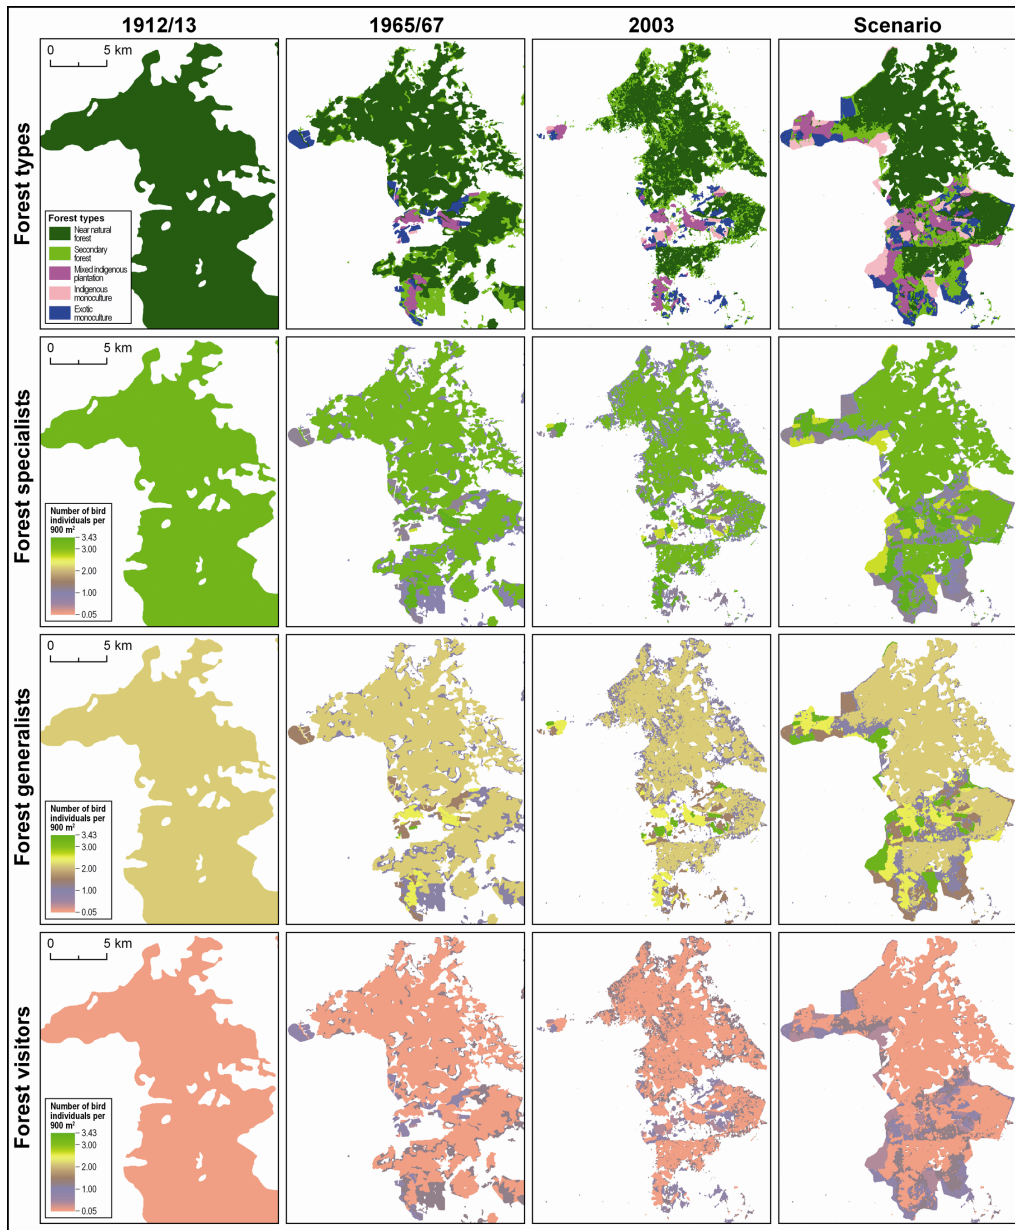 1912/13
1965/67
2003
Scenario
Forest types
0 5 km
Forest types
Near natural
forest
Secondary
forest
Mixed indigenous
plantation
Indigenous
monoculture
Exotic
monoculture
Forest specialists
0 5 km
Number of bird
individuals per
900 m²
3.43
3.00
2.00
1.00
0.05
Forest generalists
0 5 km
Number of bird
individuals per
900 m²
3.43
3.00
2.00
1.00
0.05
Forest visitors
0 5 km
Number of bird
individuals per
900 m²
3.43
3.00
2.00
1.00
0.05